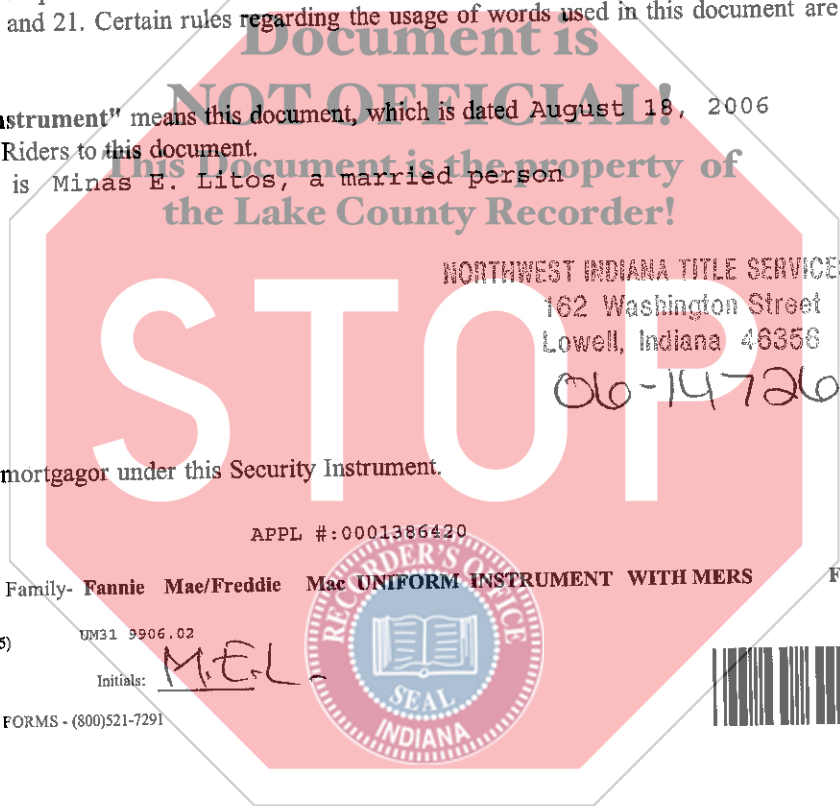 and 21. Certain rules regarding the usage of words used in this document are
Document is
NOT OFFICIAL!
nstrument" means this document, which is dated August 18, 2006
Riders to this document.
This Document is the property of
is Minas E. Litos, a married person
the Lake County Recorder!
NORTHWEST INDIANA TITLE SERVICES
162 Washington Street
Lowell, Indiana 46356
06-14726
STOP
mortgagor under this Security Instrument.
APPL #:0001386420
Family- Fannie Mae/Freddie Mac UNIFORM INSTRUMENT WITH MERS
UM31 9906.02
Initials: M.E.L.
FORMS - (800)521-7291
RECORDER'S OFFICE
SEAL
INDIANA